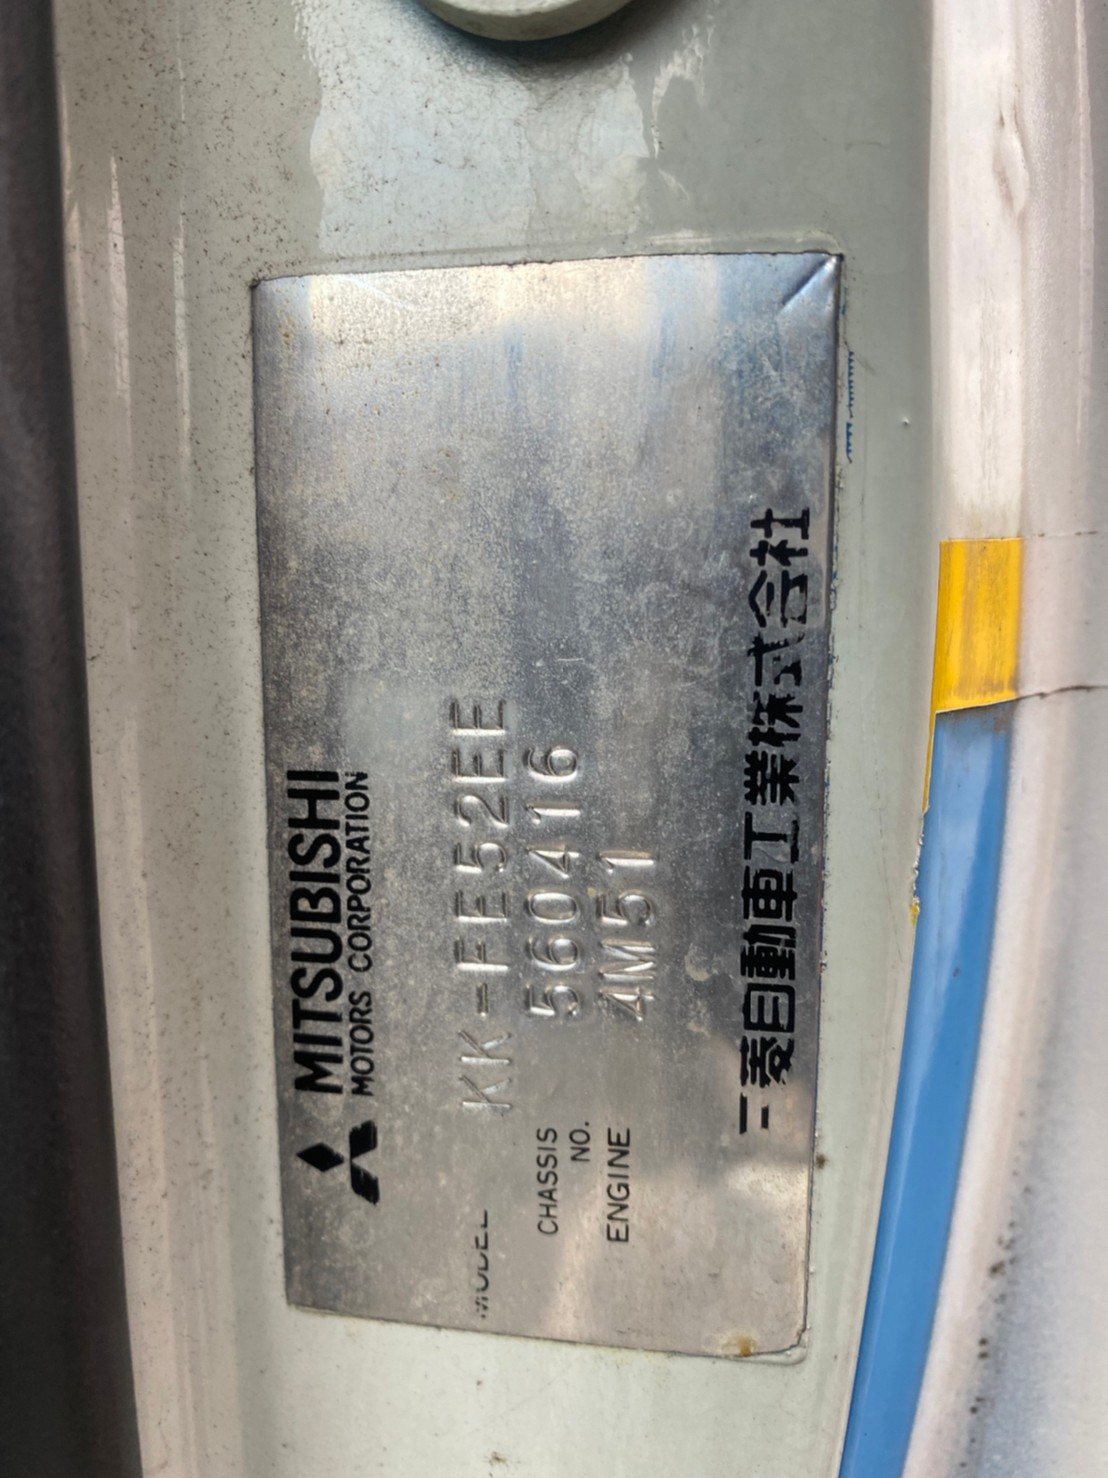 MITSUBISHI
MOTORS CORPORATION
MODEL KK-FE52EE
CHASSIS NO. 560416
ENGINE 4M51
三菱自動車工業株式会社